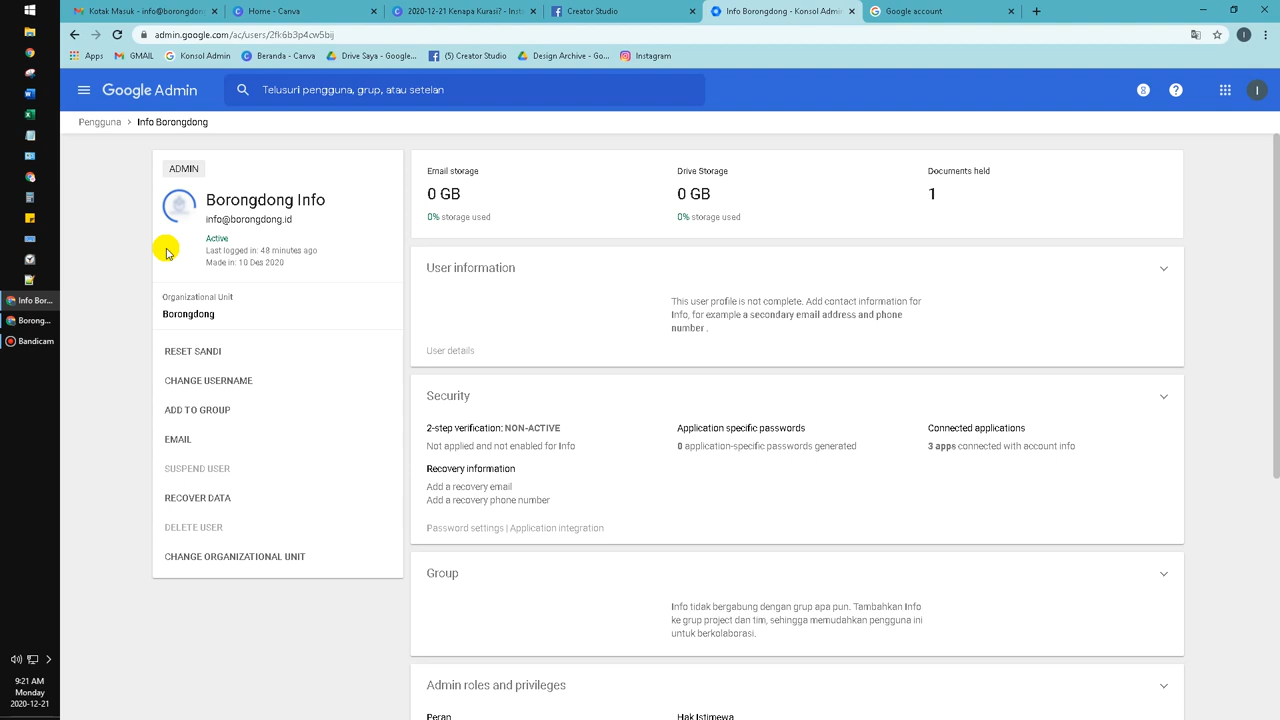 Kotak Masuk - info@borongdo
Home - Canva
2020-12-21 Kenapa Kurasi? - Inst
Creator Studio
Info Borongdong - Konsol Admin
Google account
admin.google.com/ac/users/2fk6b3p4cw5bij
Apps
GMAIL
Konsol Admin
Beranda - Canva
Drive Saya - Google...
(5) Creator Studio
Design Archive - Go...
Instagram
Google Admin
Telusuri pengguna, grup, atau setelan
I
Pengguna > Info Borongdong
ADMIN
Borongdong Info
info@borongdong.id
Active
Last logged in: 48 minutes ago
Made in: 10 Des 2020
Organizational Unit
Borongdong
RESET SANDI
CHANGE USERNAME
ADD TO GROUP
EMAIL
SUSPEND USER
RECOVER DATA
DELETE USER
CHANGE ORGANIZATIONAL UNIT
Email storage
0 GB
0% storage used
Drive Storage
0 GB
0% storage used
Documents held
1
User information
This user profile is not complete. Add contact information for
Info, for example a secondary email address and phone
number .
User details
Security
2-step verification: NON-ACTIVE
Not applied and not enabled for Info
Application specific passwords
0 application-specific passwords generated
Connected applications
3 apps connected with account info
Recovery information
Add a recovery email
Add a recovery phone number
Password settings | Application integration
Group
Info tidak bergabung dengan grup apa pun. Tambahkan Info
ke grup project dan tim, sehingga memudahkan pengguna ini
untuk berkolaborasi.
Admin roles and privileges
Peran
Hak Istimewa
Info Bor...
Borong...
Bandicam
9:21 AM
Monday
2020-12-21